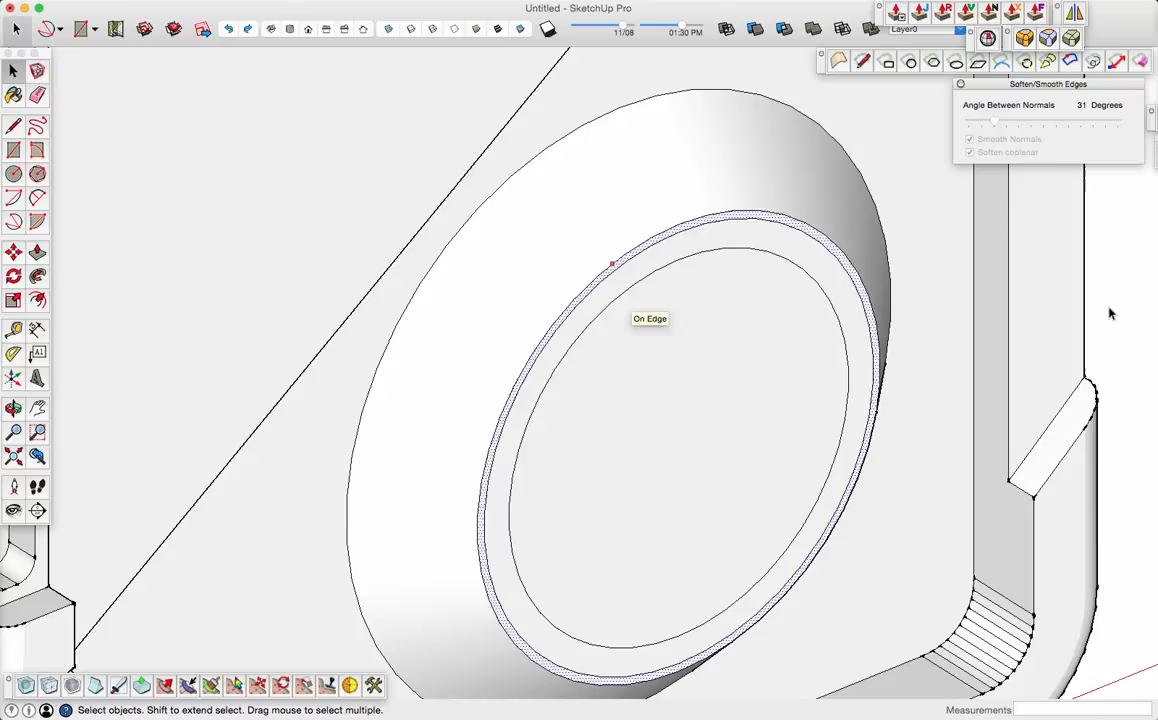 Untitled - SketchUp Pro
11/08
01:30 PM
Layer0
Soften/Smooth Edges
Angle Between Normals 31 Degrees
Smooth Normals
Soften coplanar
On Edge
Select objects. Shift to extend select. Drag mouse to select multiple.
Measurements